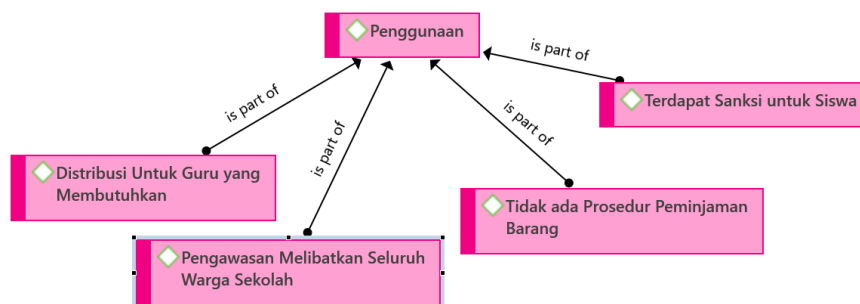 Penggunaan
is part of
is part of
is part of
is part of
Terdapat Sanksi untuk Siswa
Distribusi Untuk Guru yang
Membutuhkan
Tidak ada Prosedur Peminjaman
Barang
Pengawasan Melibatkan Seluruh
Warga Sekolah